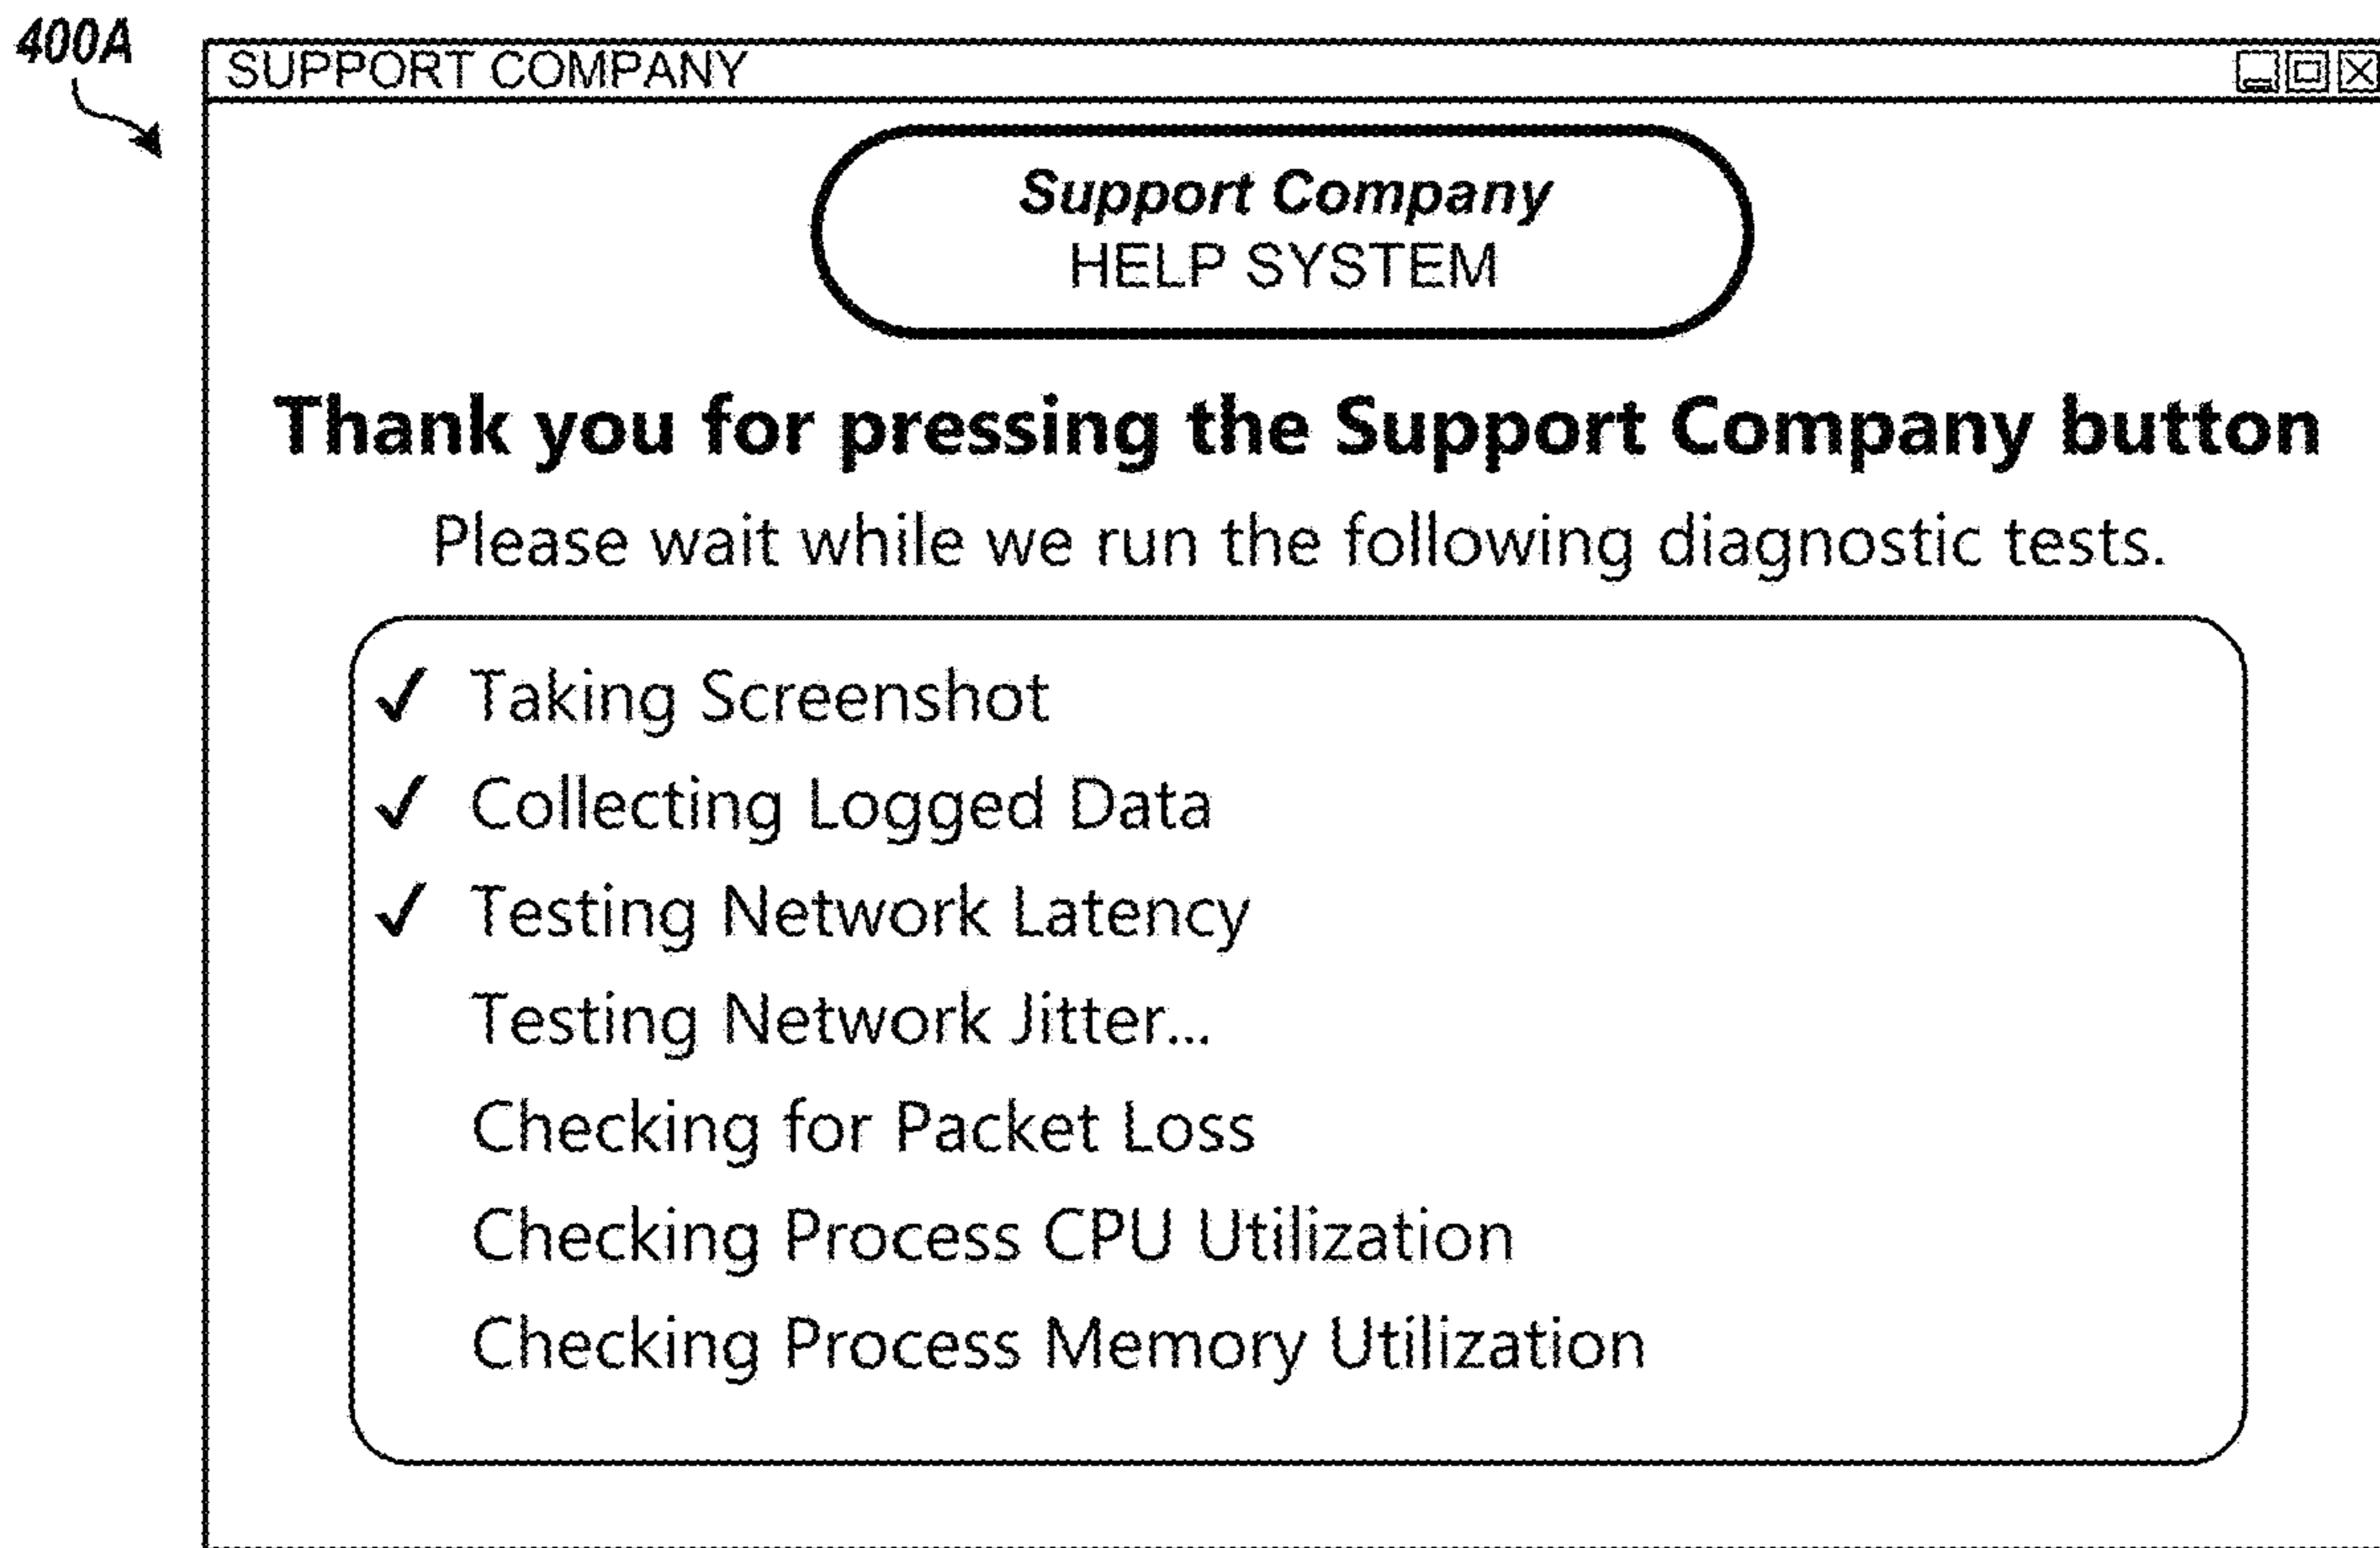 400A
SUPPORT COMPANY
Support Company
HELP SYSTEM
Thank you for pressing the Support Company button
Please wait while we run the following diagnostic tests.
✓ Taking Screenshot
✓ Collecting Logged Data
✓ Testing Network Latency
Testing Network Jitter...
Checking for Packet Loss
Checking Process CPU Utilization
Checking Process Memory Utilization